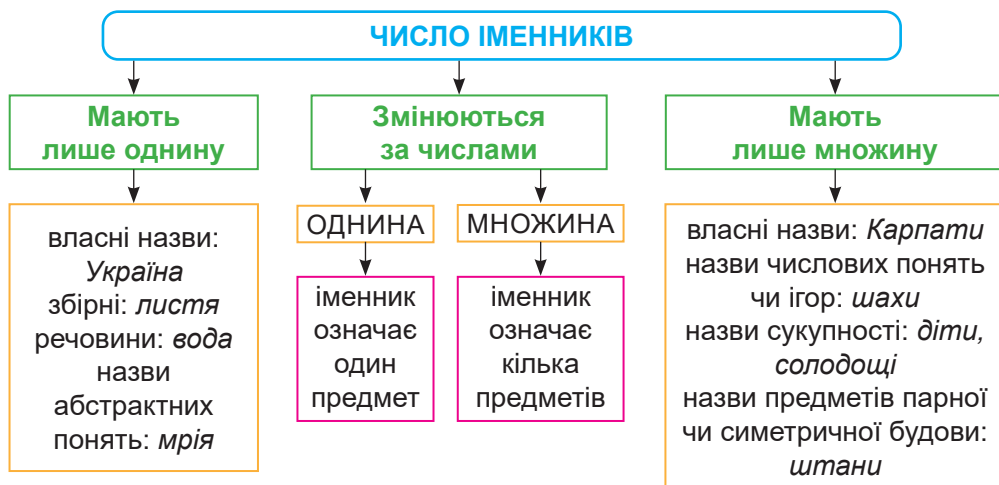 ЧИСЛО ІМЕННИКІВ
Мають
лише однину
власні назви:
Україна
збірні: листя
речовини: вода
назви
абстрактних
понять: мрія
Змінюються
за числами
ОДНИНА
іменник
означає
один
предмет
МНОЖИНА
іменник
означає
кілька
предметів
Мають
лише множину
власні назви: Карпати
назви числових понять
чи ігор: шахи
назви сукупності: діти,
солодощі
назви предметів парної
чи симетричної будови:
штани